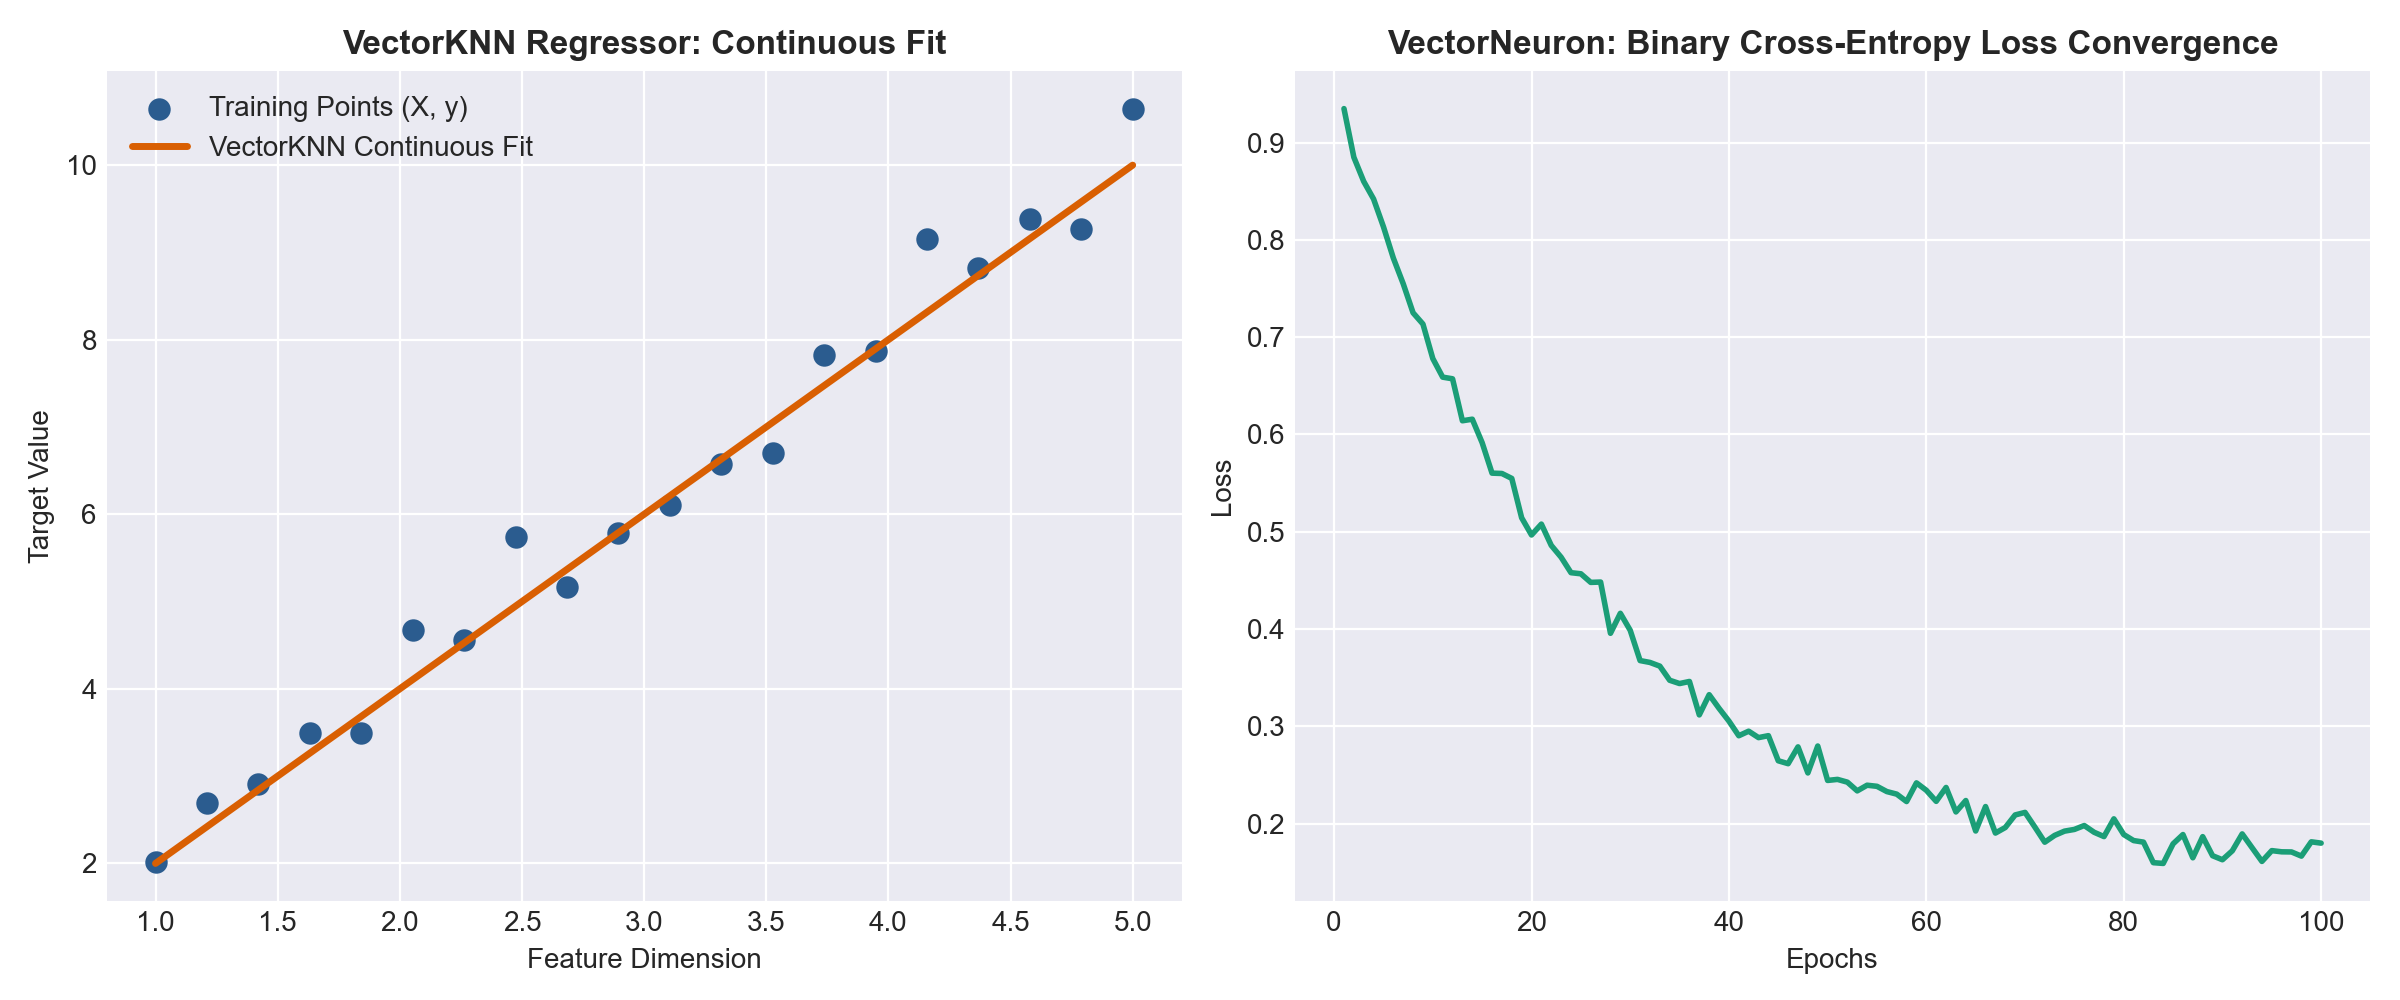 VectorKNN Regressor: Continuous Fit
Training Points (X, y)
VectorKNN Continuous Fit
10
8
6
4
2
Target Value
1.0 1.5 2.0 2.5 3.0 3.5 4.0 4.5 5.0
Feature Dimension
VectorNeuron: Binary Cross-Entropy Loss Convergence
0.9
0.8
0.7
0.6
0.5
0.4
0.3
0.2
Loss
0 20 40 60 80 100
Epochs